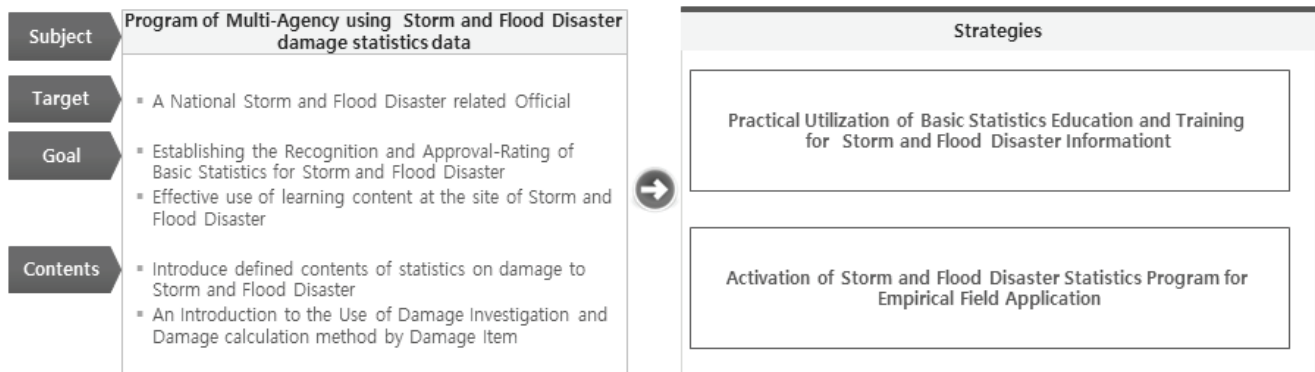 Subject
Program of Multi-Agency using Storm and Flood Disaster
damage statistics data
Target
▪ A National Storm and Flood Disaster related Official
Goal
▪ Establishing the Recognition and Approval-Rating of
Basic Statistics for Storm and Flood Disaster
▪ Effective use of learning content at the site of Storm and
Flood Disaster
Contents
▪ Introduce defined contents of statistics on damage to
Storm and Flood Disaster
▪ An Introduction to the Use of Damage Investigation and
Damage calculation method by Damage Item
Strategies
Practical Utilization of Basic Statistics Education and Training
for Storm and Flood Disaster Informationt
Activation of Storm and Flood Disaster Statistics Program for
Empirical Field Application